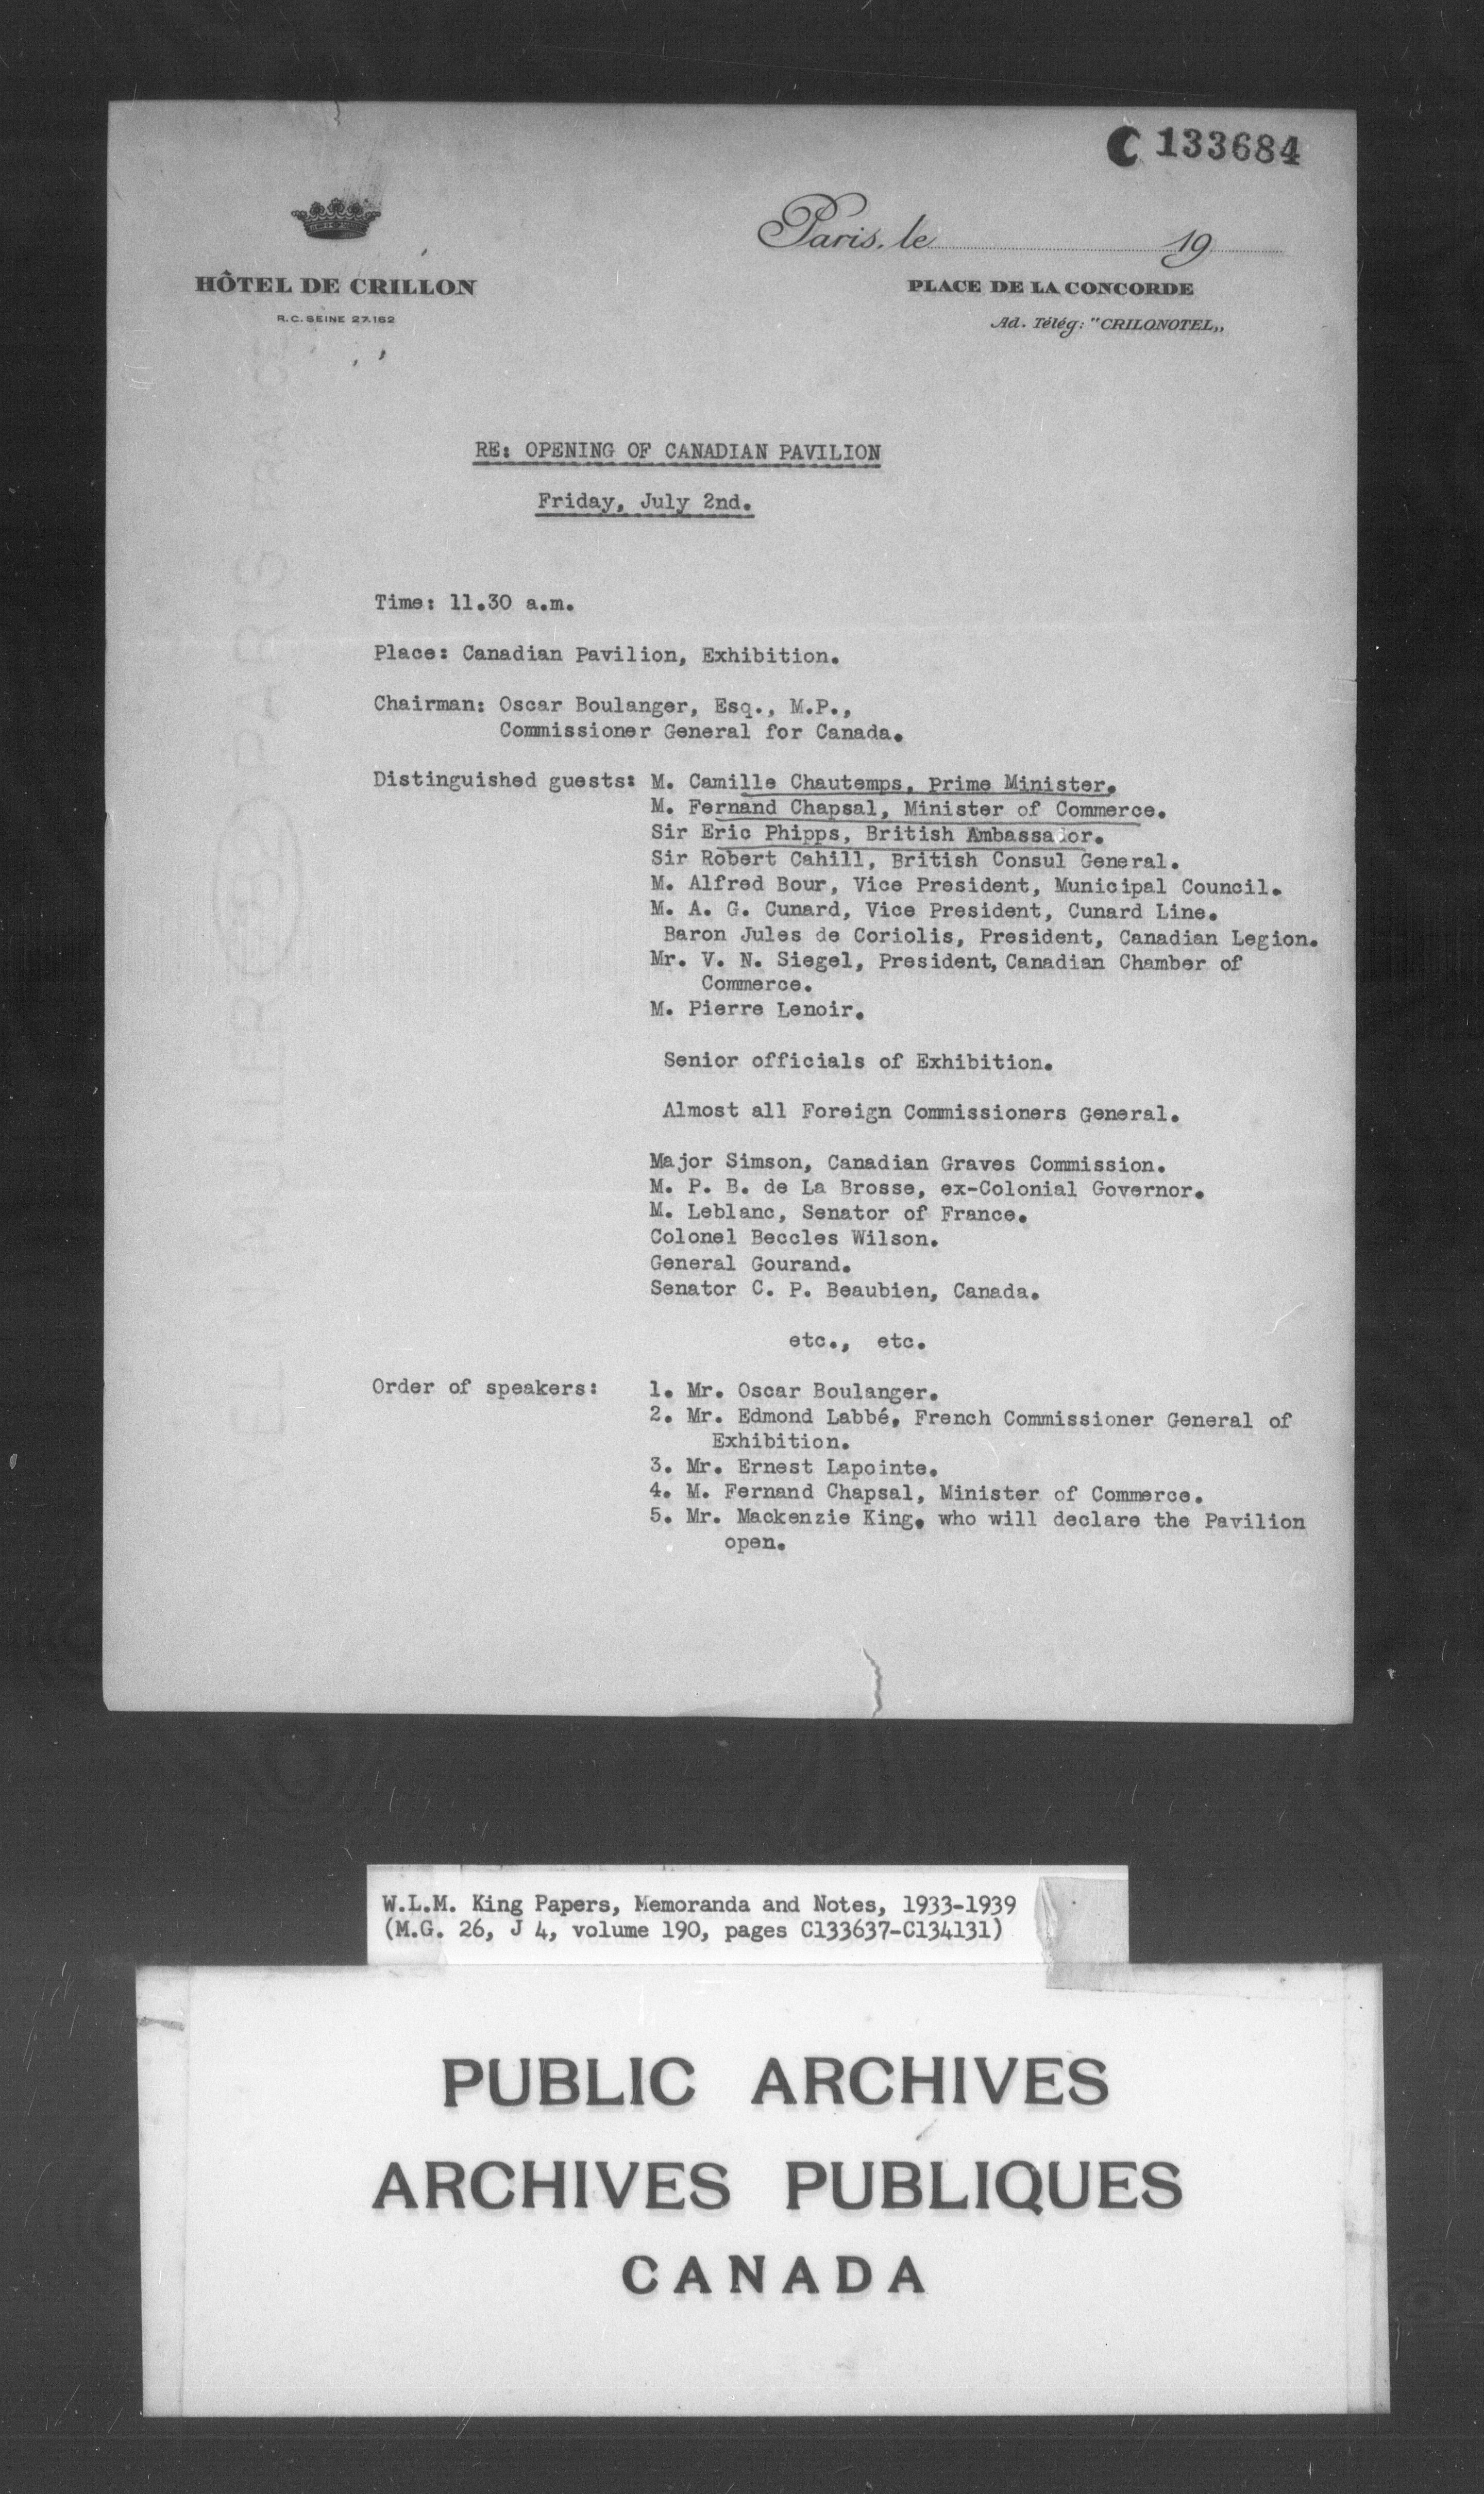 C 133684
Paris, le 19
HÔTEL DE CRILLON
PLACE DE LA CONCORDE
R.C. SEINE 27.162
Ad. Télég: "CRILONOTEL„
RE: OPENING OF CANADIAN PAVILION
Friday, July 2nd.
Time: 11.30 a.m.
Place: Canadian Pavilion, Exhibition.
Chairman: Oscar Boulanger, Esq., M.P.,
Commissioner General for Canada.
Distinguished guests: M. Camille Chautemps, Prime Minister.
M. Fernand Chapsal, Minister of Commerce.
Sir Eric Phipps, British Ambassador.
Sir Robert Cahill, British Consul General.
M. Alfred Bour, Vice President, Municipal Council.
M. A. G. Cunard, Vice President, Cunard Line.
Baron Jules de Coriolis, President, Canadian Legion.
Mr. V. N. Siegel, President, Canadian Chamber of
Commerce.
M. Pierre Lenoir.
Senior officials of Exhibition.
Almost all Foreign Commissioners General.
Major Simson, Canadian Graves Commission.
M. P. B. de La Brosse, ex-Colonial Governor.
M. Leblanc, Senator of France.
Colonel Beccles Wilson.
General Gourand.
Senator C. P. Beaubien, Canada.
etc., etc.
Order of speakers: 1. Mr. Oscar Boulanger.
2. Mr. Edmond Labbé, French Commissioner General of
Exhibition.
3. Mr. Ernest Lapointe.
4. M. Fernand Chapsal, Minister of Commerce.
5. Mr. Mackenzie King, who will declare the Pavilion
open.
W.L.M. King Papers, Memoranda and Notes, 1933-1939
(M.G. 26, J 4, volume 190, pages C133637-C134131)
PUBLIC ARCHIVES
ARCHIVES PUBLIQUES
CANADA